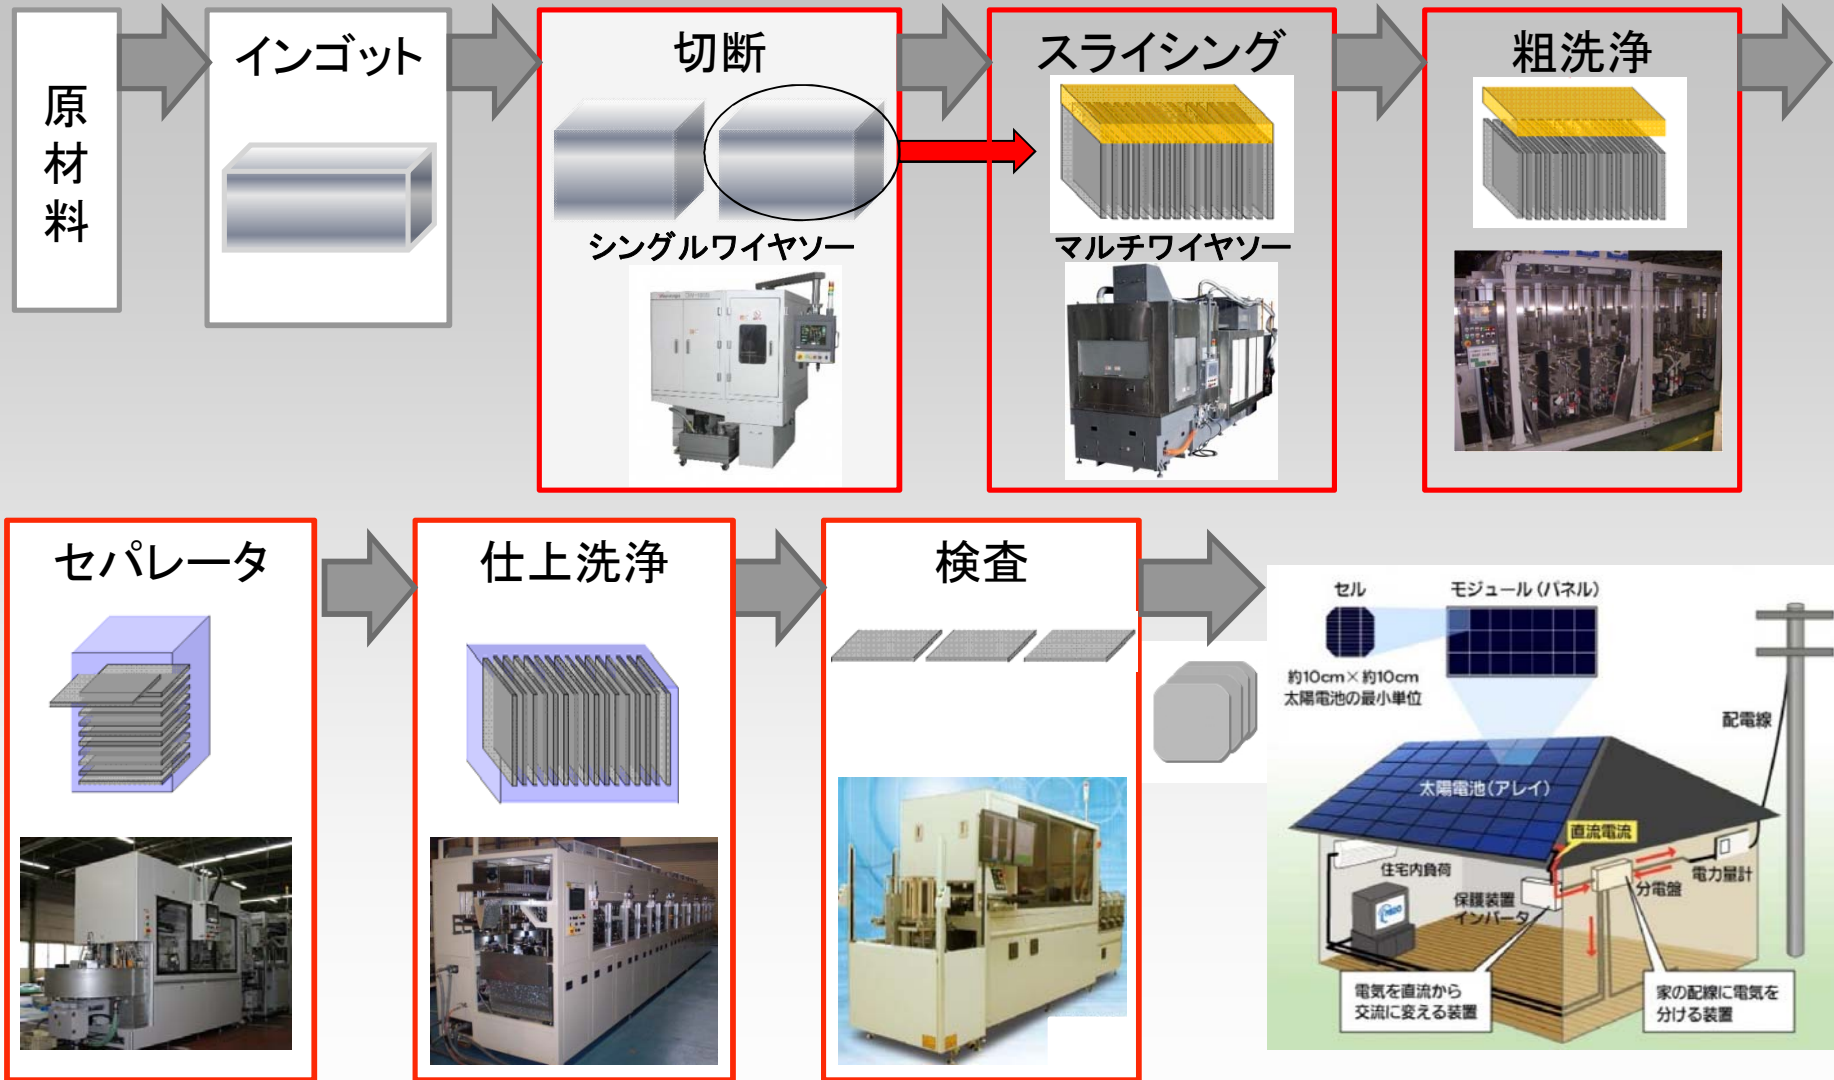 原材料
インゴット
切断
シングルワイヤソー
スライシング
マルチワイヤソー
粗洗浄
セパレータ
仕上洗浄
検査
セル
モジュール(パネル)
約10cm×約10cm
太陽電池の最小単位
配電線
太陽電池(アレイ)
直流電流
住宅内負荷
保護装置
インバータ
分電盤
電力量計
電気を直流から
交流に変える装置
家の配線に電気を
分ける装置